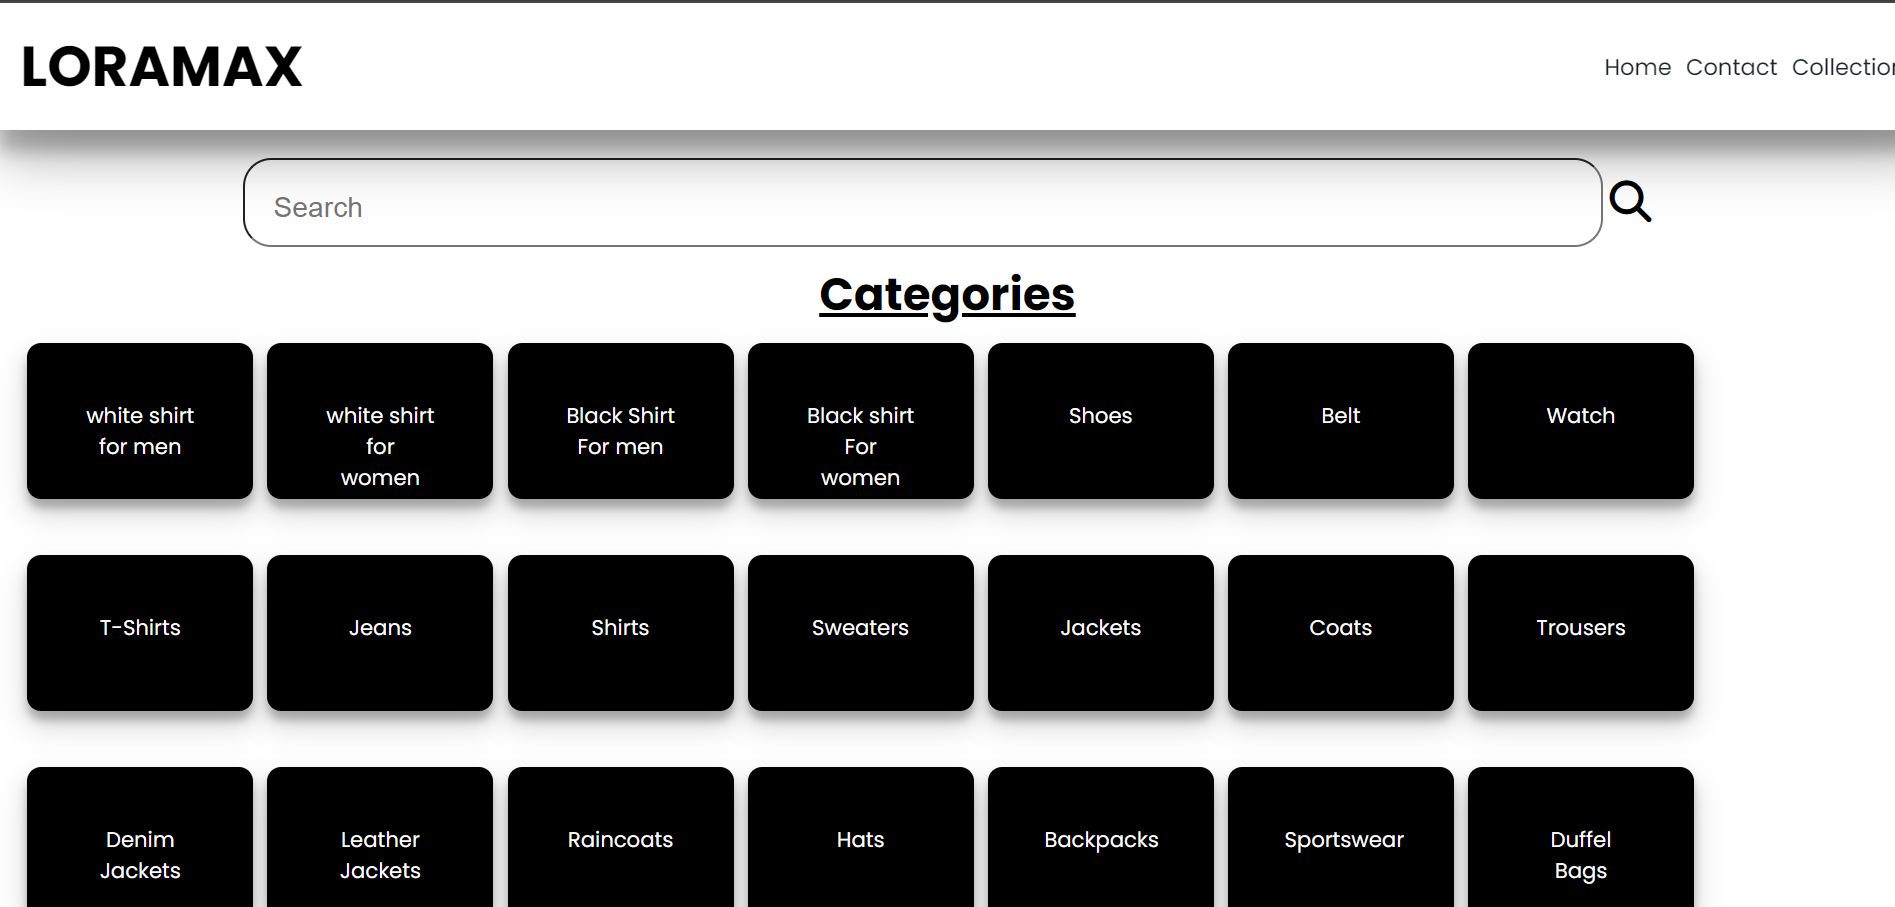 LORAMAX
Home Contact Collection
Search
Categories
white shirt
for men
white shirt
for
women
Black Shirt
For men
Black shirt
For
women
Shoes
Belt
Watch
T-Shirts
Jeans
Shirts
Sweaters
Jackets
Coats
Trousers
Denim
Jackets
Leather
Jackets
Raincoats
Hats
Backpacks
Sportswear
Duffel
Bags